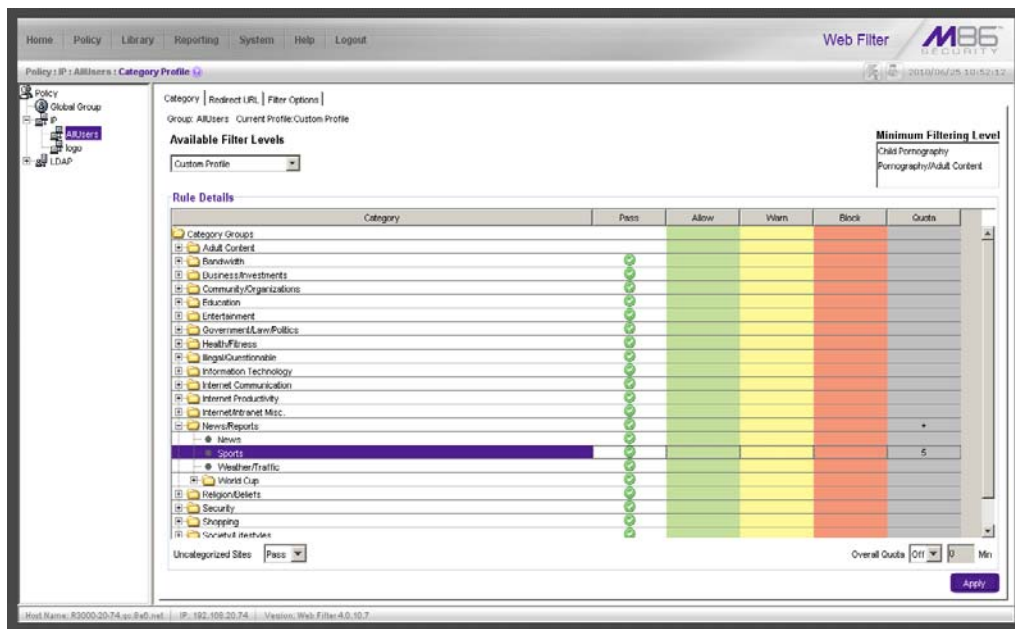 Home Policy Library Reporting System Help Logout
Web Filter
M86
SECURITY
Policy : IP : AllUsers : Category Profile
2010/06/25 10:52:12
Policy
Global Group
IP
AllUsers
logo
LDAP
Category Redirect URL Filter Options
Group: AllUsers Current Profile:Custom Profile
Available Filter Levels
Custom Profile
Minimum Filtering Level
Child Pornography
Pornography/Adult Content
Rule Details
Category Pass Allow Warn Block Quota
Category Groups
Adult Content
Bandwidth
Business/Investments
Community/Organizations
Education
Entertainment
Government/Law/Politics
Health/Fitness
Illegal/Questionable
Information Technology
Internet Communication
Internet Productivity
Internet/Intranet Misc.
News/Reports +
News
Sports 5
Weather/Traffic
World Cup
Religion/Beliefs
Security
Shopping
Society/Lifestyles
Uncategorized Sites Pass
Overall Quota Off 0 Min
Apply
Host Name: R3000-20-74.qc.8e6.net IP: 192.168.20.74 Version: Web Filter 4.0.10.7